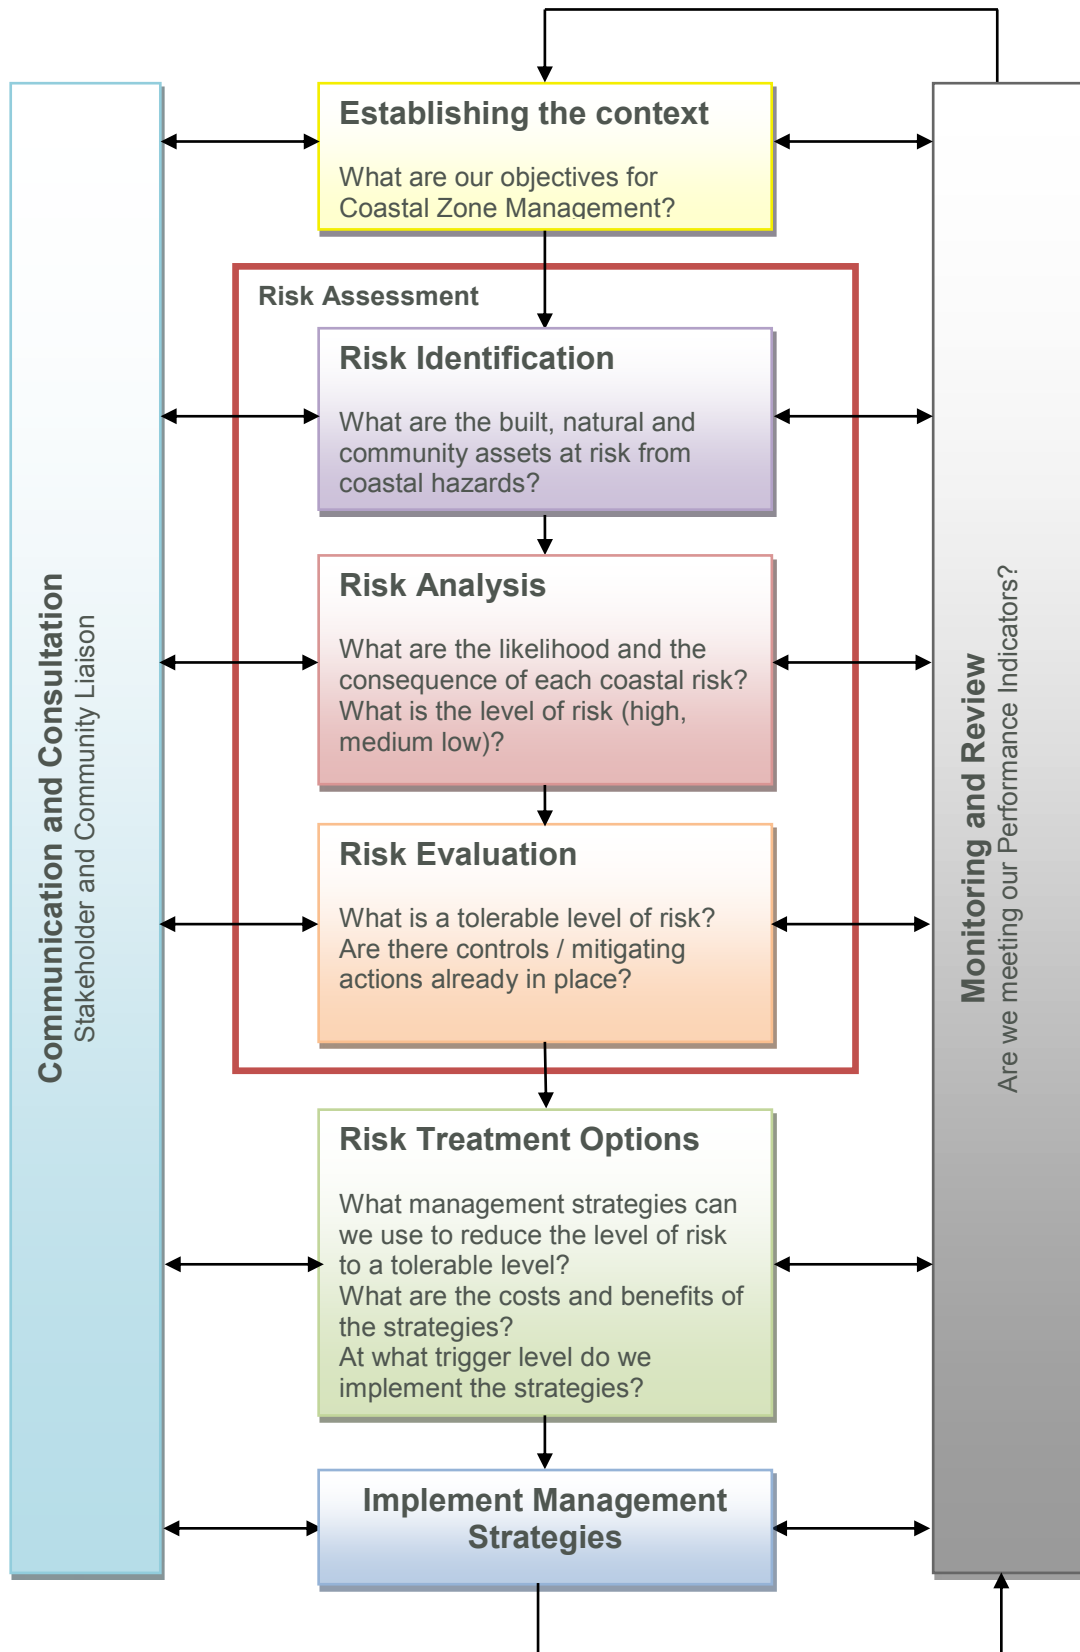 Establishing the context
What are our objectives for
Coastal Zone Management?
Risk Assessment
Risk Identification
What are the built, natural and
community assets at risk from
coastal hazards?
Risk Analysis
What are the likelihood and the
consequence of each coastal risk?
What is the level of risk (high,
medium low)?
Risk Evaluation
What is a tolerable level of risk?
Are there controls / mitigating
actions already in place?
Risk Treatment Options
What management strategies can
we use to reduce the level of risk
to a tolerable level?
What are the costs and benefits of
the strategies?
At what trigger level do we
implement the strategies?
Implement Management
Strategies
Communication and Consultation
Stakeholder and Community Liaison
Monitoring and Review
Are we meeting our Performance Indicators?